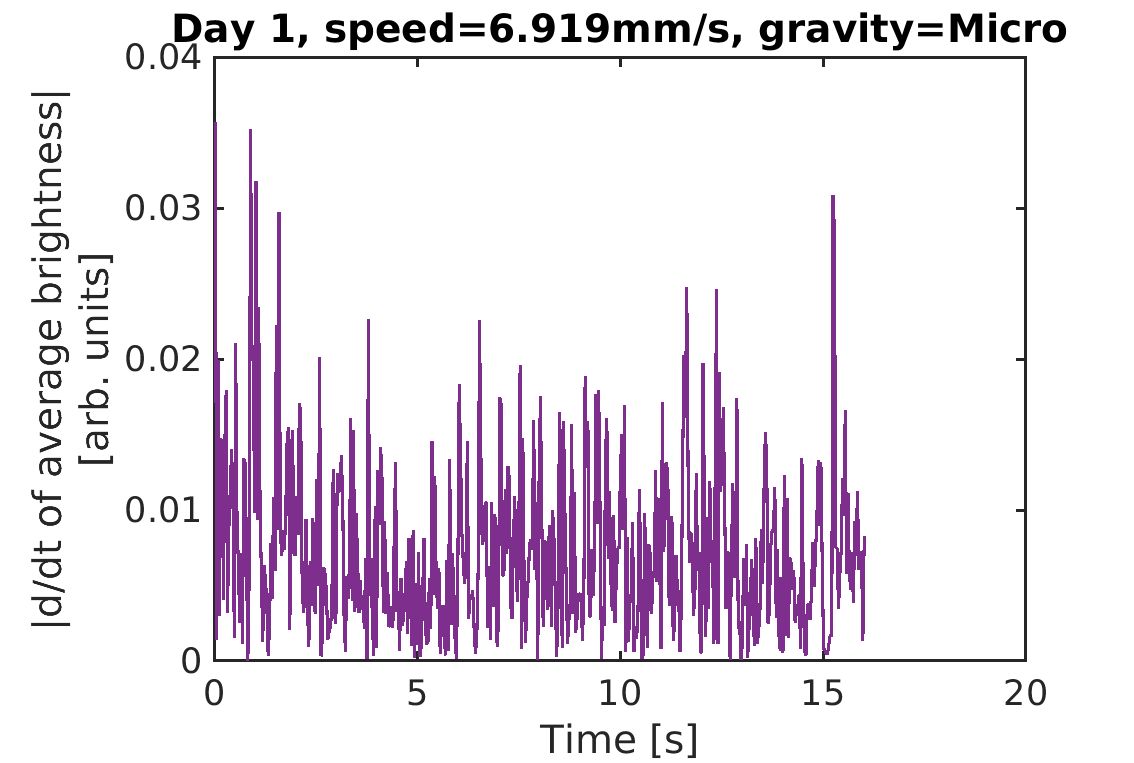 Day 1, speed=6.919mm/s, gravity=Micro
|d/dt of average brightness|
[arb. units]
0.04
0.03
0.02
0.01
0
0 5 10 15 20
Time [s]